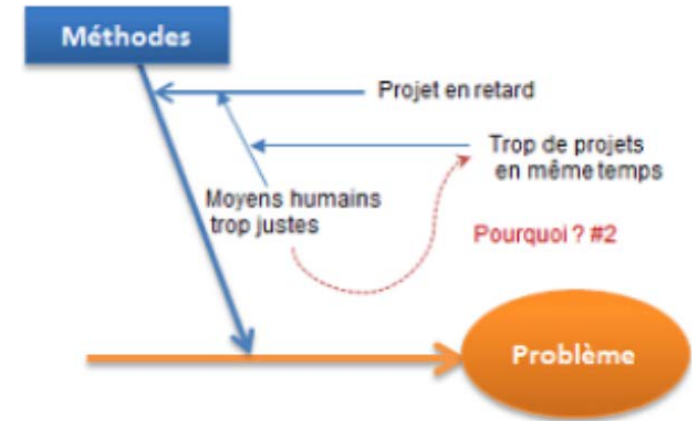 Méthodes
Projet en retard
Trop de projets
en même temps
Moyens humains
trop justes
Pourquoi ? #2
Problème